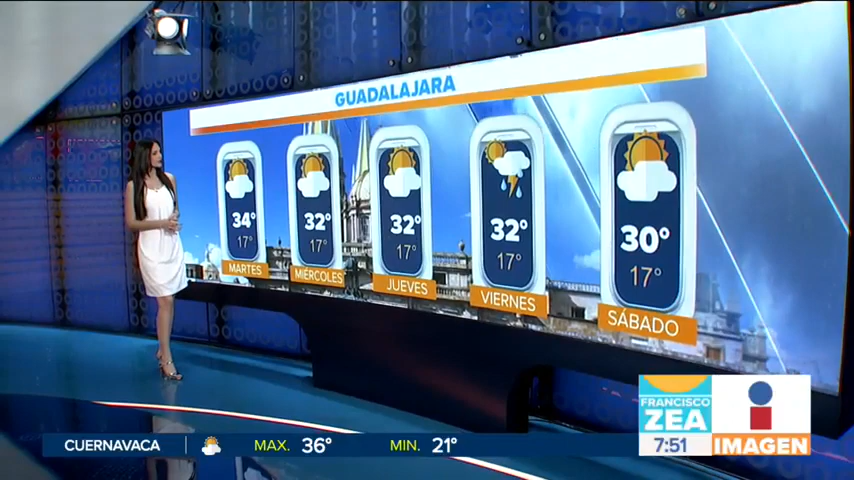 GUADALAJARA
34°
17°
MARTES
32°
17°
MIÉRCOLES
32°
17°
JUEVES
32°
17°
VIERNES
30°
17°
SÁBADO
FRANCISCO
ZEA
7:51
IMAGEN
CUERNAVACA MAX. 36° MIN. 21°